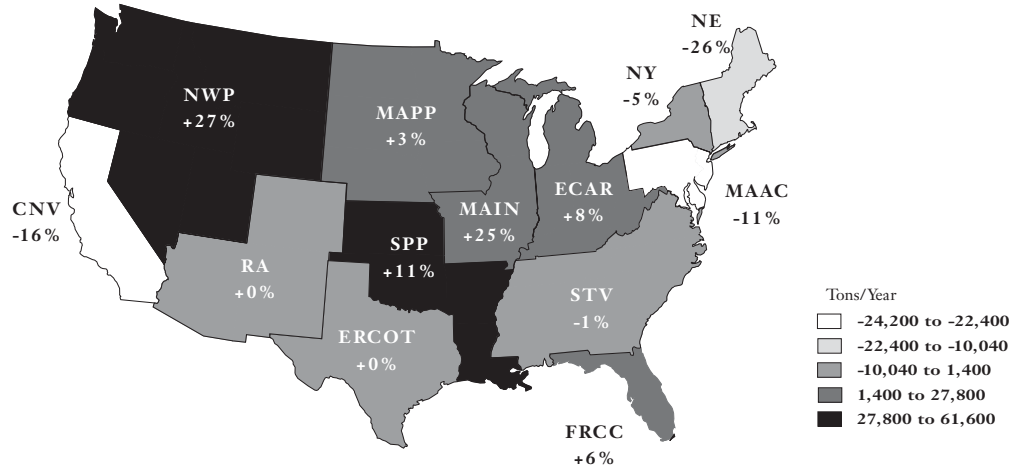 NE
-26%
NY
-5%
NWP
+27%
MAPP
+3%
ECAR
+8%
MAAC
-11%
CNV
-16%
MAIN
+25%
SPP
+11%
RA
+0%
STV
-1%
ERCOT
+0%
FRCC
+6%
Tons/Year
-24,200 to -22,400
-22,400 to -10,040
-10,040 to 1,400
1,400 to 27,800
27,800 to 61,600